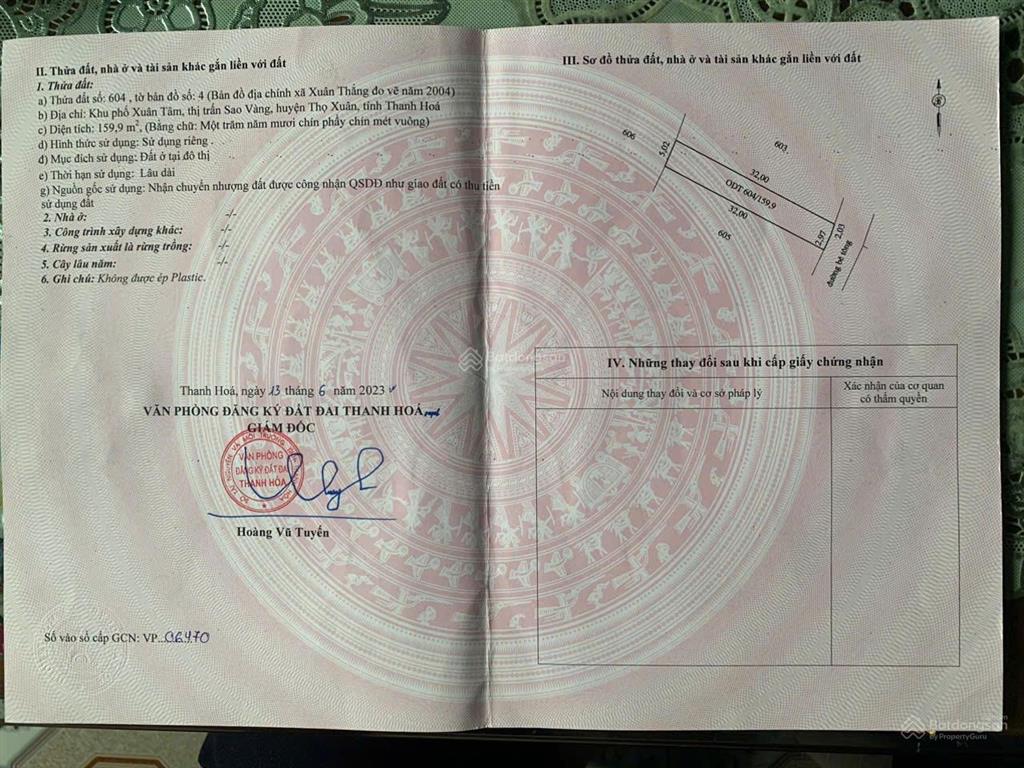 II. Thửa đất, nhà ở và tài sản khác gắn liền với đất
1. Thửa đất:
a) Thửa đất số: 604 , tờ bản đồ số: 4 (Bản đồ địa chính xã Xuân Thắng đo vẽ năm 2004)
b) Địa chỉ: Khu phố Xuân Tâm, thị trấn Sao Vàng, huyện Thọ Xuân, tỉnh Thanh Hoá
c) Diện tích: 159,9 m², (Bằng chữ: Một trăm năm mươi chín phẩy chín mét vuông)
d) Hình thức sử dụng: Sử dụng riêng .
đ) Mục đích sử dụng: Đất ở tại đô thị
e) Thời hạn sử dụng: Lâu dài
g) Nguồn gốc sử dụng: Nhận chuyển nhượng đất được công nhận QSDĐ như giao đất có thu tiền
sử dụng đất
2. Nhà ở: -/-
3. Công trình xây dựng khác: -/-
4. Rừng sản xuất là rừng trồng: -/-
5. Cây lâu năm: -/-
6. Ghi chú: Không được ép Plastic.
Thanh Hoá, ngày 13 tháng 6 năm 2023
VĂN PHÒNG ĐĂNG KÝ ĐẤT ĐAI THANH HOÁ
GIÁM ĐỐC
VĂN PHÒNG
ĐĂNG KÝ ĐẤT ĐAI
THANH HÓA
Hoàng Vũ Tuyến
Số vào sổ cấp GCN: VP...06470
III. Sơ đồ thửa đất, nhà ở và tài sản khác gắn liền với đất
606
603
5,02
32,00
ODT 604/159,9
32,00
605
2,97
2,03
đường bê tông
IV. Những thay đổi sau khi cấp giấy chứng nhận
Nội dung thay đổi và cơ sở pháp lý
Xác nhận của cơ quan
có thẩm quyền
Batdongsan
Batdongsan
by PropertyGuru